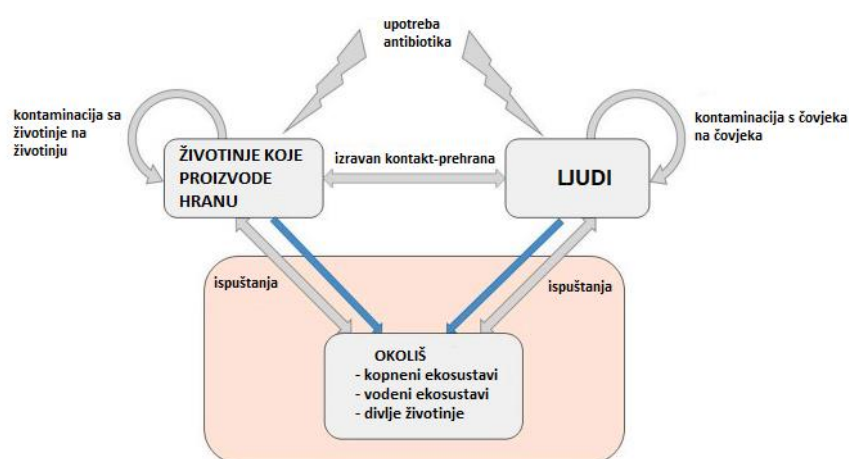 upotreba
antibiotika
kontaminacija sa
životinje na
životinju
kontaminacija s čovjeka
na čovjeka
ŽIVOTINJE KOJE
PROIZVODE
HRANU
izravan kontakt-prehrana
LJUDI
ispuštanja
ispuštanja
OKOLIŠ
- kopneni ekosustavi
- vodeni ekosustavi
- divlje životinje